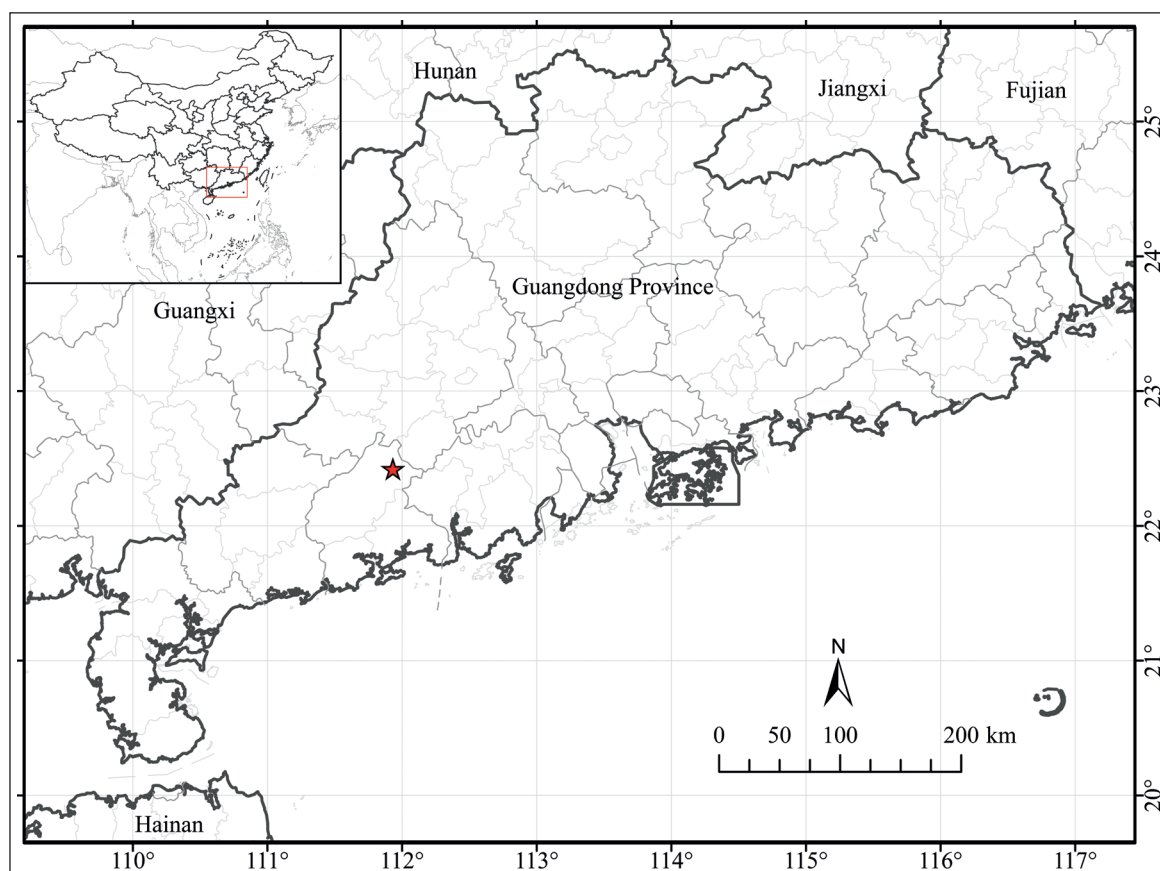 Hunan
Jiangxi
Fujian
25°
24°
Guangdong Province
Guangxi
23°
22°
N
21°
0 50 100 200 km
20°
Hainan
110° 111° 112° 113° 114° 115° 116° 117°